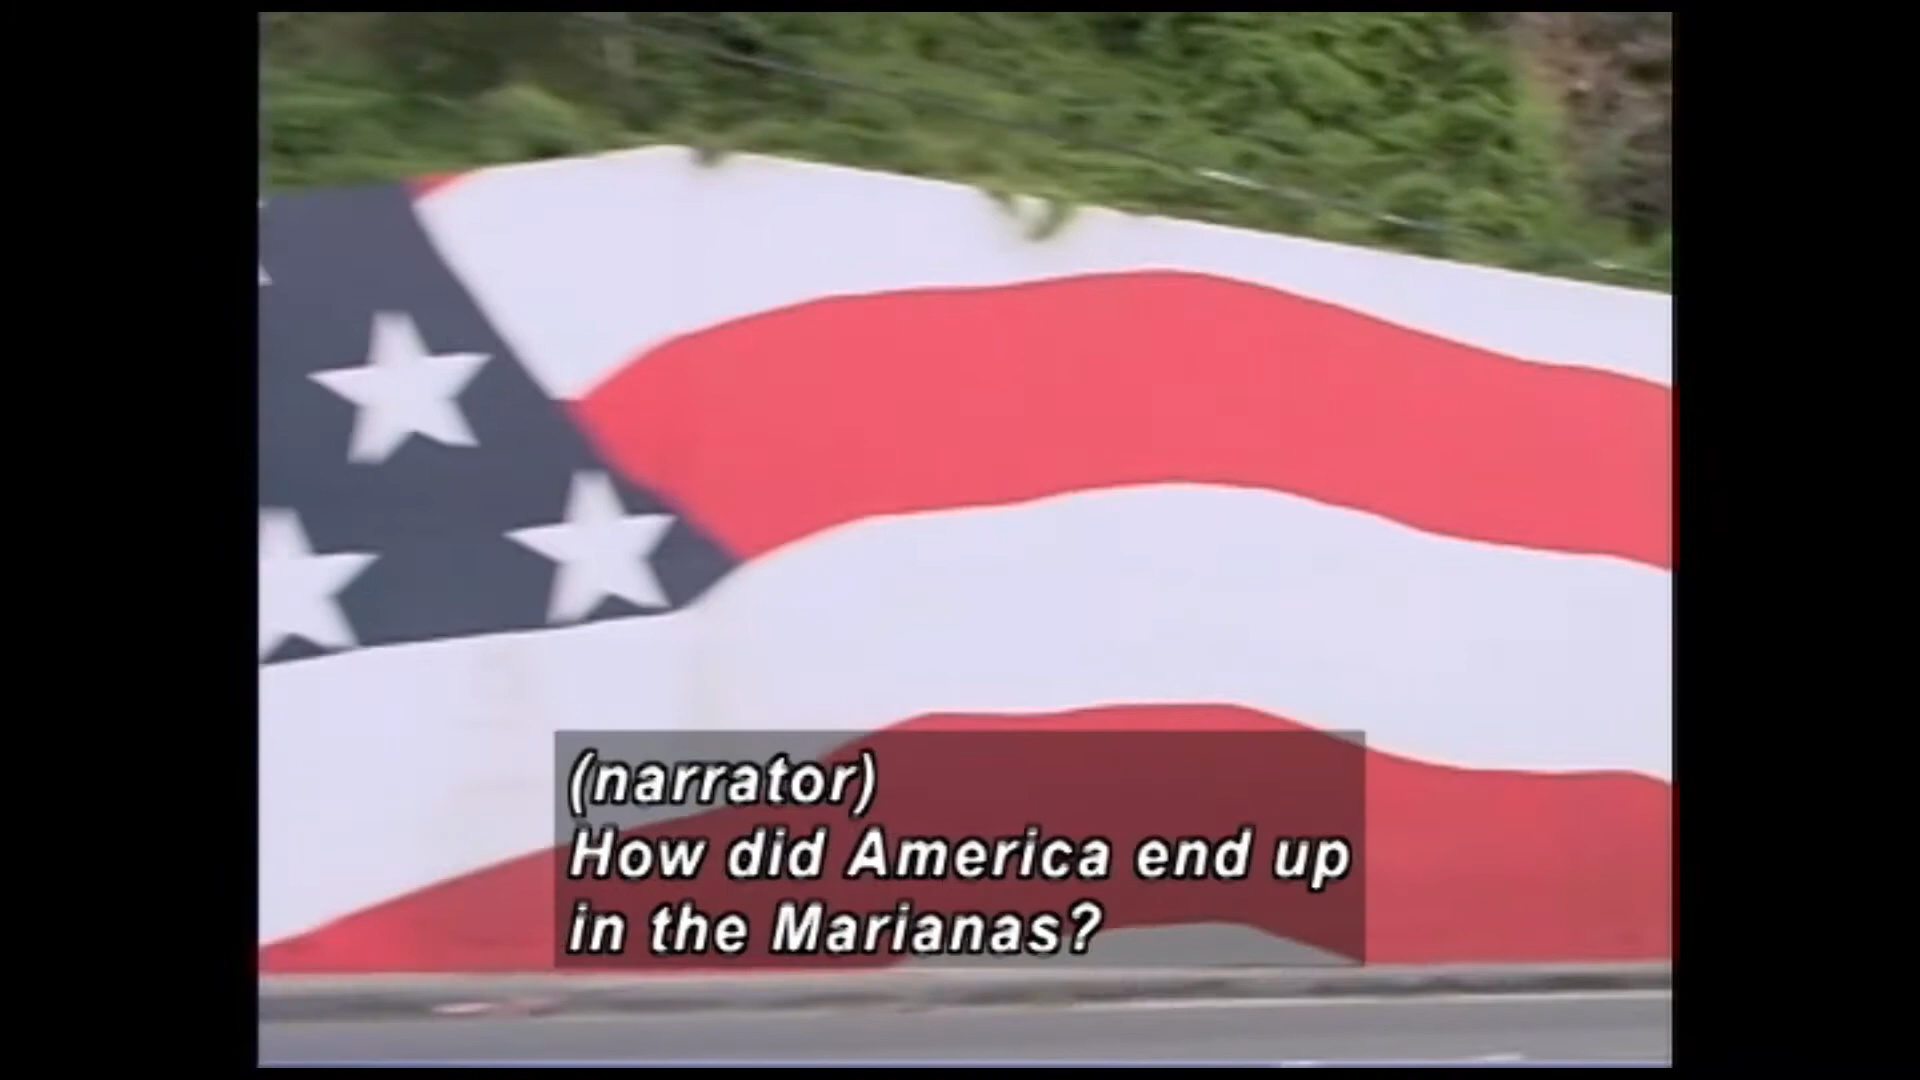 (narrator)
How did America end up
in the Marianas?